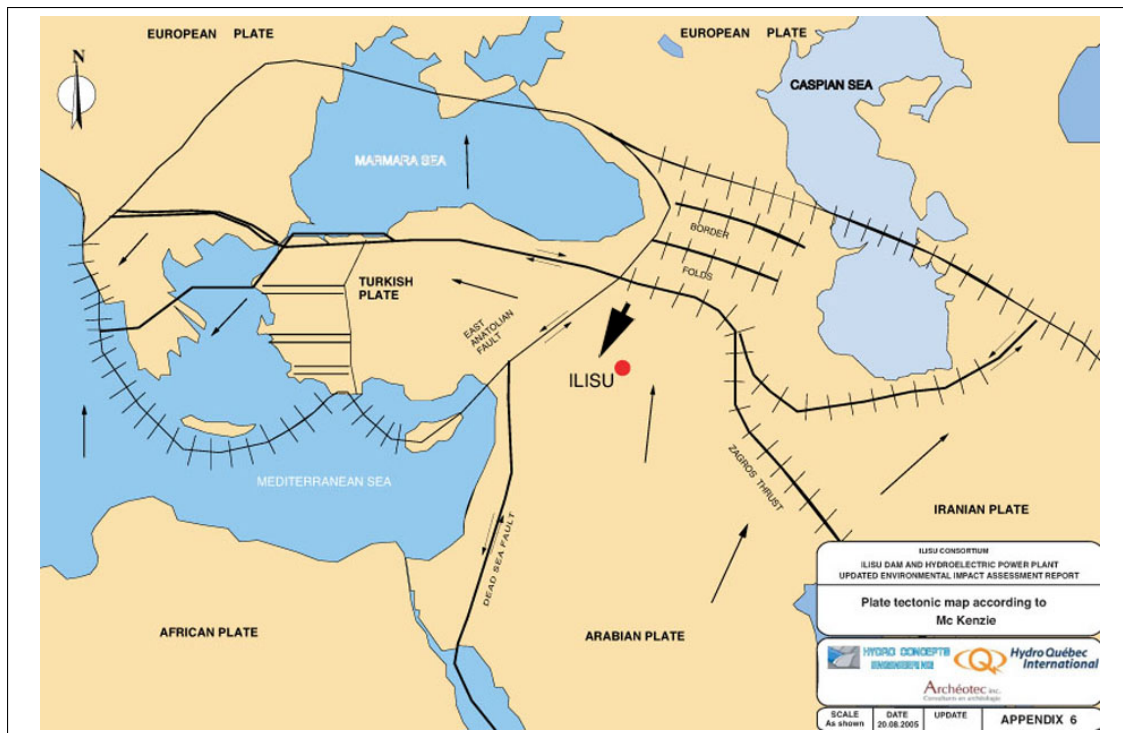 EUROPEAN PLATE
EUROPEAN PLATE
N
CASPIAN SEA
MARMARA SEA
BORDER
FOLDS
TURKISH
PLATE
EAST
ANATOLIAN
FAULT
ILISU
ZAGROS THRUST
MEDITERRANEAN SEA
IRANIAN PLATE
DEAD SEA FAULT
AFRICAN PLATE
ARABIAN PLATE
ILISU CONSORTIUM
ILISU DAM AND HYDROELECTRIC POWER PLANT
UPDATED ENVIRONMENTAL IMPACT ASSESSMENT REPORT
Plate tectonic map according to
Mc Kenzie
HYDRO CONCEPTS
ENGINEERING
Hydro Québec
International
Archéotec inc.
Consultants en archéologie
SCALE
As shown
DATE
20.08.2005
UPDATE
APPENDIX 6